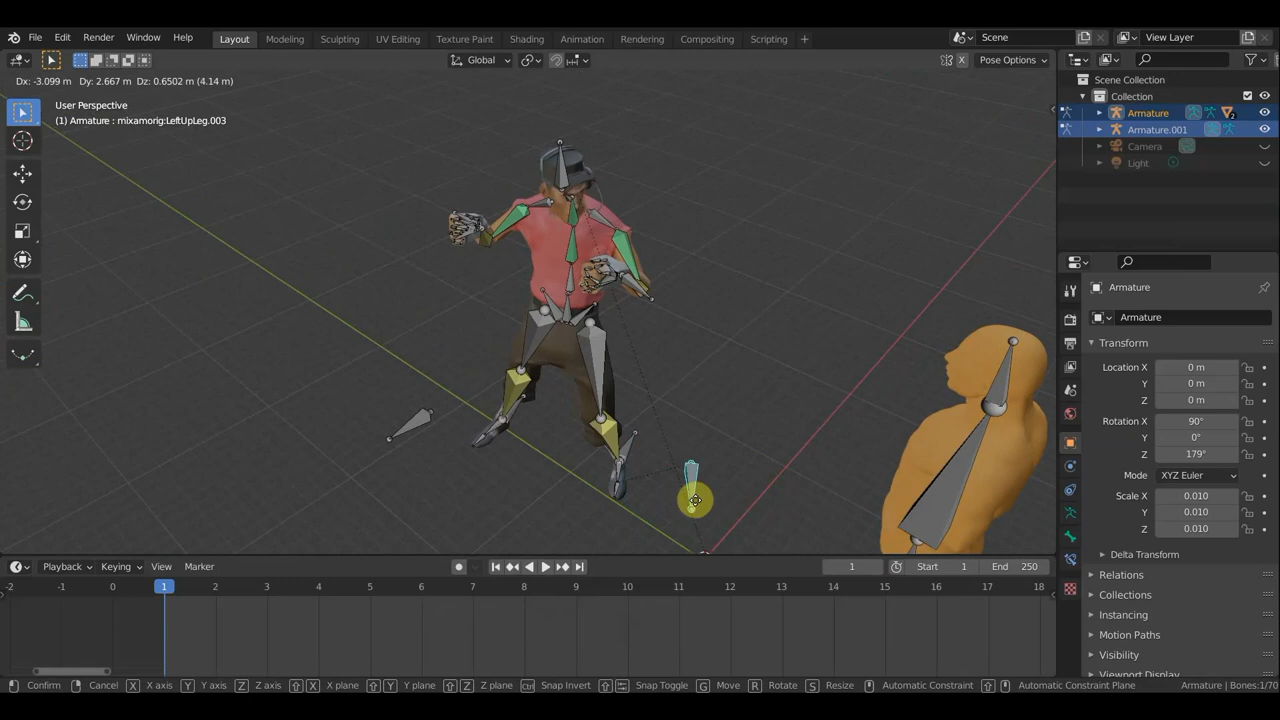 File Edit Render Window Help Layout Modeling Sculpting UV Editing Texture Paint Shading Animation Rendering Compositing Scripting + Scene View Layer
Global X Pose Options
Dx: -3.099 m Dy: 2.667 m Dz: 0.6502 m (4.14 m)
User Perspective
(1) Armature : mixamorig:LeftUpLeg.003
Scene Collection
Collection
Armature 2
Armature.001
Camera
Light
Armature
Armature
Transform
Location X 0 m
Y 0 m
Z 0 m
Rotation X 90°
Y 0°
Z 179°
Mode XYZ Euler
Scale X 0.010
Y 0.010
Z 0.010
Delta Transform
Relations
Collections
Instancing
Motion Paths
Visibility
Viewport Display
Playback Keying View Marker 1 Start 1 End 250
-2 -1 0 1 2 3 4 5 6 7 8 9 10 11 12 13 14 15 16 17 18
Confirm Cancel X X axis Y Y axis Z Z axis X X plane Y Y plane Z Z plane Ctrl Snap Invert Snap Toggle G Move R Rotate S Resize Automatic Constraint Automatic Constraint Plane Armature | Bones:1/70